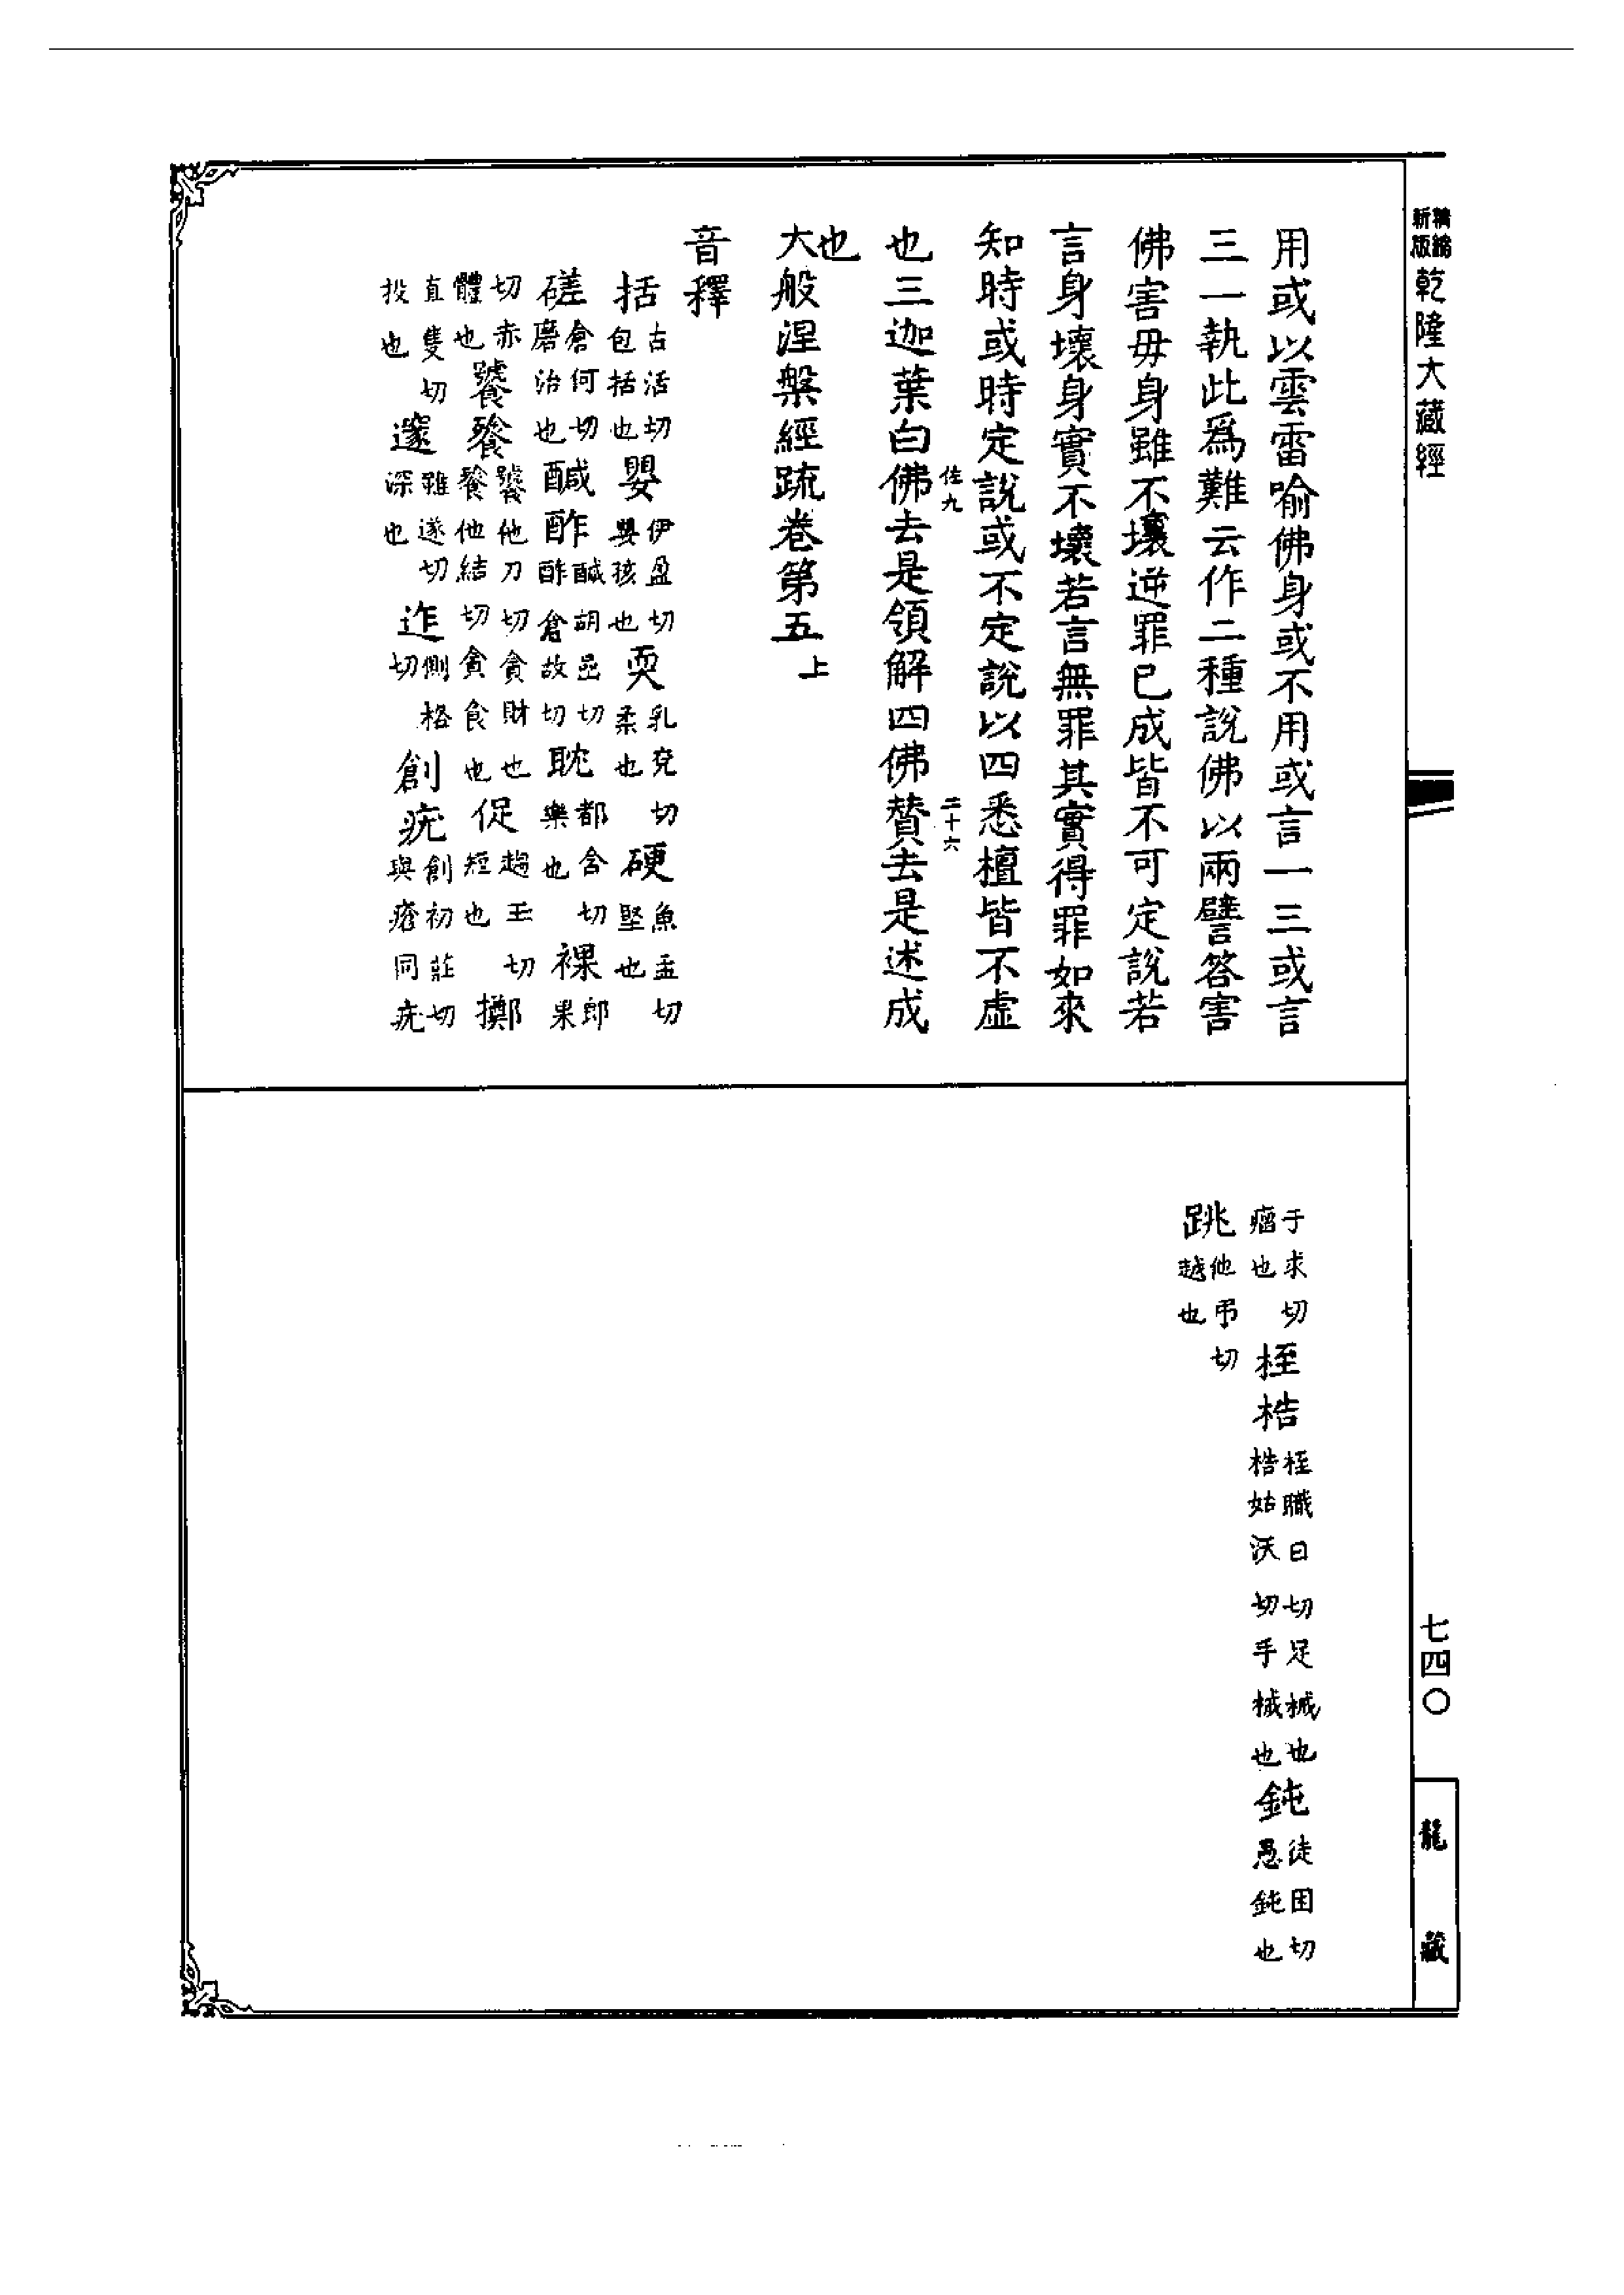 精縮新版
乾隆大藏經
七四〇
龍藏
用或以雲雷喻佛身或不用或言一三或言
三一執此爲難云作二種說佛以兩譬答害
佛害毋身雖不壞逆罪已成皆不可定說若
言身壞身實不壞若言無罪其實得罪如來
知時或時定說或不定說以四悉檀皆不虛
佐九
二十六
也三迦葉白佛去是領解四佛贊去是述成
也
大般涅槃經疏卷第五上
音釋
括古活切包括也嬰伊盈切嬰孩也耎乳兗切柔也硬魚孟切堅也
磋倉何切磨治也醎酢醎胡嵒切酢倉故切耽都含切樂也裸郎果
切赤體也饕餮饕他刀切貪財也餮他結切貪食也促趨玉切短也擲
直隻切投也邃雖遂切深也迮側格切創疣創初莊切與瘡同疣
于求切瘤也桎梏桎職日切足械也梏姑沃切手械也鈍徒困切愚鈍也
跳他弔切越也